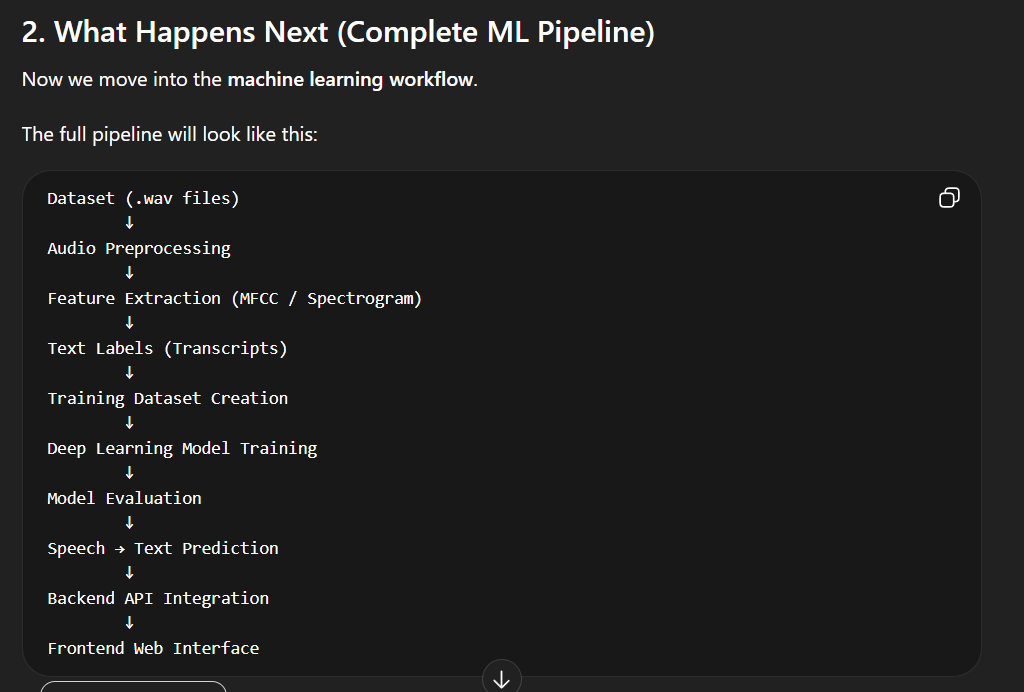 2. What Happens Next (Complete ML Pipeline)
Now we move into the machine learning workflow.
The full pipeline will look like this:
Dataset (.wav files)
↓
Audio Preprocessing
↓
Feature Extraction (MFCC / Spectrogram)
↓
Text Labels (Transcripts)
↓
Training Dataset Creation
↓
Deep Learning Model Training
↓
Model Evaluation
↓
Speech → Text Prediction
↓
Backend API Integration
↓
Frontend Web Interface